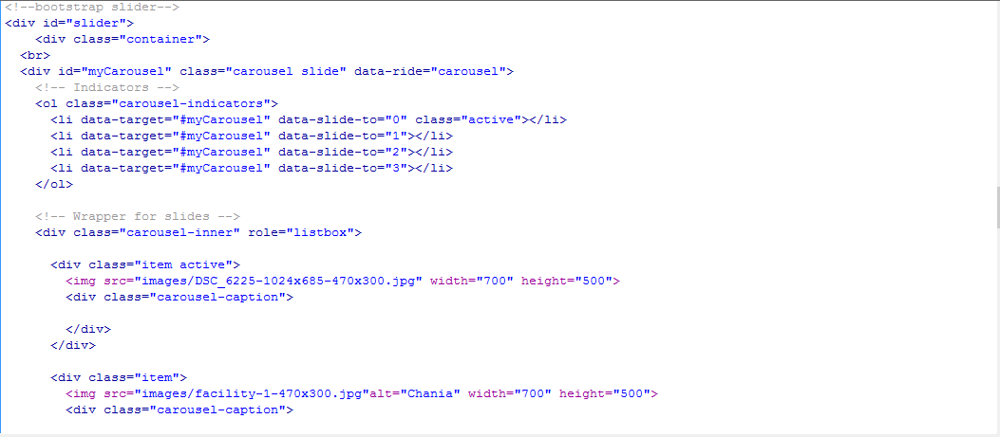 <!--bootstrap slider-->
<div id="slider">
    <div class="container">
  <br>
  <div id="myCarousel" class="carousel slide" data-ride="carousel">
    <!-- Indicators -->
    <ol class="carousel-indicators">
      <li data-target="#myCarousel" data-slide-to="0" class="active"></li>
      <li data-target="#myCarousel" data-slide-to="1"></li>
      <li data-target="#myCarousel" data-slide-to="2"></li>
      <li data-target="#myCarousel" data-slide-to="3"></li>
    </ol>

    <!-- Wrapper for slides -->
    <div class="carousel-inner" role="listbox">

      <div class="item active">
        <img src="images/DSC_6225-1024x685-470x300.jpg" width="700" height="500">
        <div class="carousel-caption">

        </div>
      </div>

      <div class="item">
        <img src="images/facility-1-470x300.jpg"alt="Chania" width="700" height="500">
        <div class="carousel-caption">